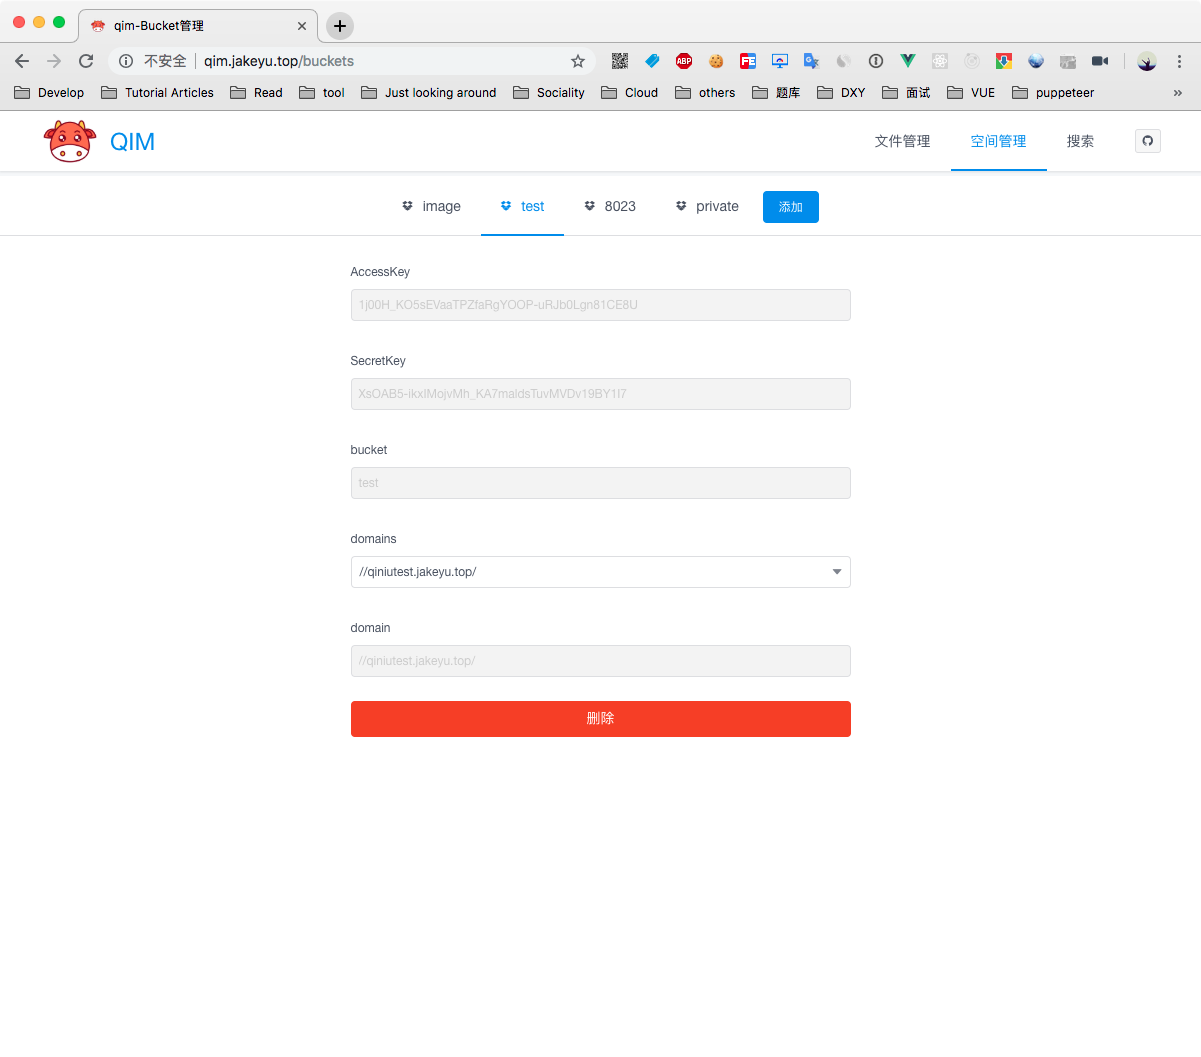 qim-Bucket管理
不安全 qim.jakeyu.top/buckets
Develop Tutorial Articles Read tool Just looking around Sociality Cloud others 题库 DXY 面试 VUE puppeteer »
QIM 文件管理 空间管理 搜索
image test 8023 private 添加
AccessKey
1j00H_KO5sEVaaTPZfaRgYOOP-uRJb0Lgn81CE8U
SecretKey
XsOAB5-ikxIMojvMh_KA7maldsTuvMVDv19BY1I7
bucket
test
domains
//qiniutest.jakeyu.top/
domain
//qiniutest.jakeyu.top/
删除